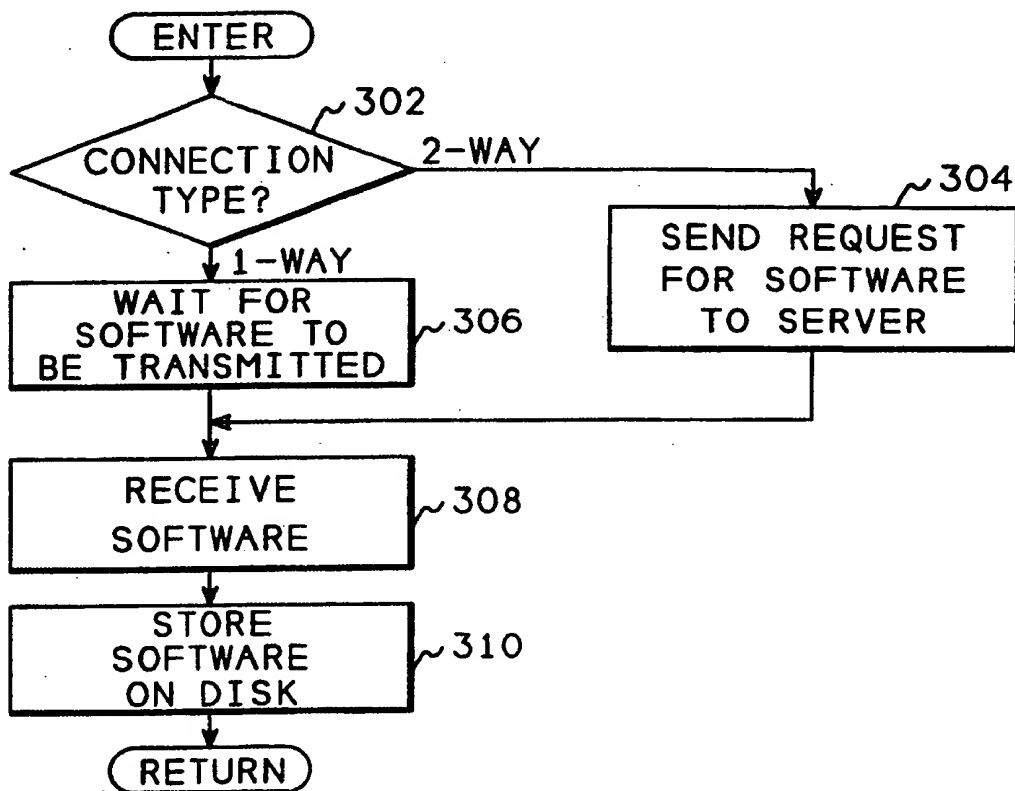 ENTER
302
CONNECTION
TYPE?
2-WAY
304
SEND REQUEST
FOR SOFTWARE
TO SERVER
1-WAY
WAIT FOR
SOFTWARE TO
BE TRANSMITTED
306
RECEIVE
SOFTWARE
308
STORE
SOFTWARE
ON DISK
310
RETURN